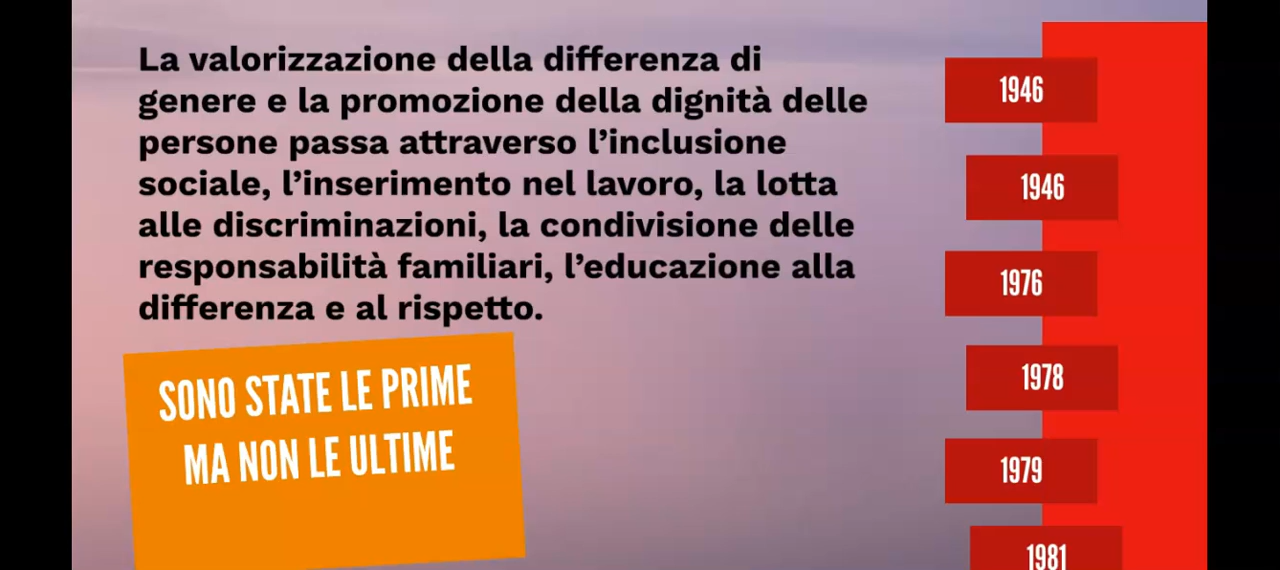 La valorizzazione della differenza di
genere e la promozione della dignità delle
persone passa attraverso l'inclusione
sociale, l'inserimento nel lavoro, la lotta
alle discriminazioni, la condivisione delle
responsabilità familiari, l'educazione alla
differenza e al rispetto.
SONO STATE LE PRIME
MA NON LE ULTIME
1946
1946
1976
1978
1979
1981